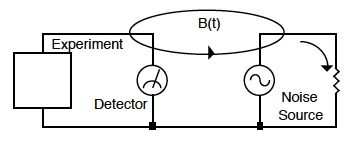 B(t)
Experiment
Detector
Noise
Source